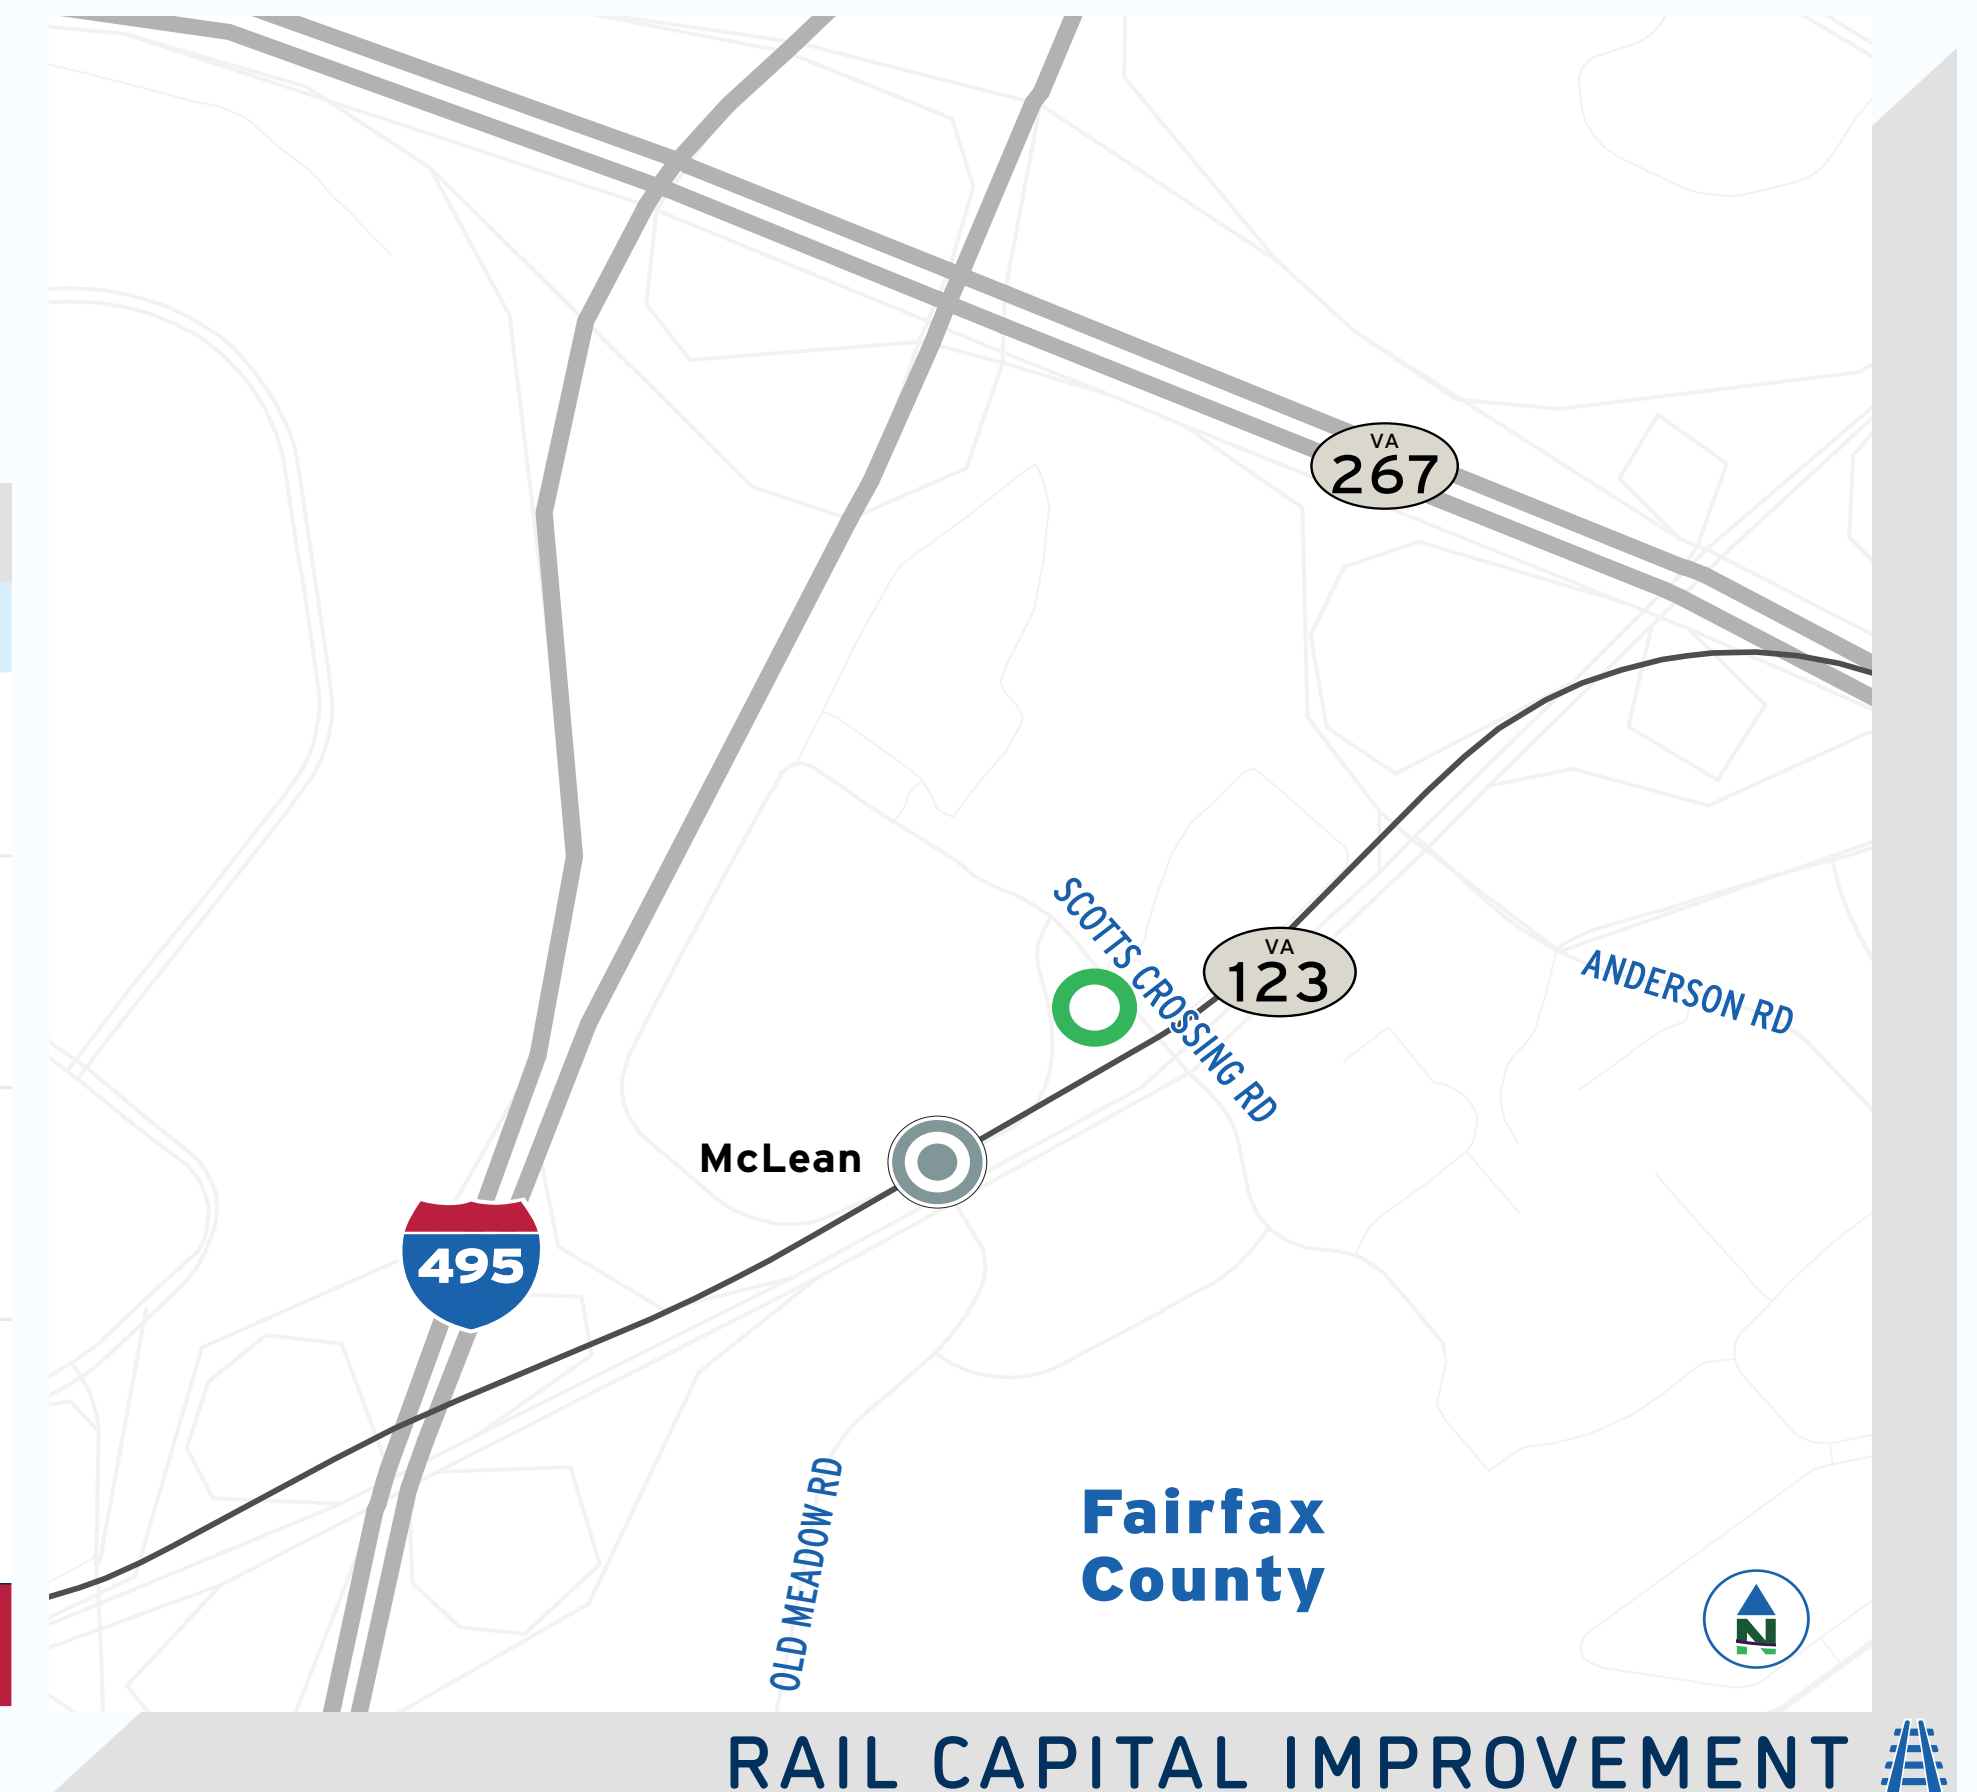 VA
267
SCOTTS CROSSING RD
VA
123
ANDERSON RD
McLean
495
OLD MEADOW RD
Fairfax
County
N
RAIL CAPITAL IMPROVEMENT